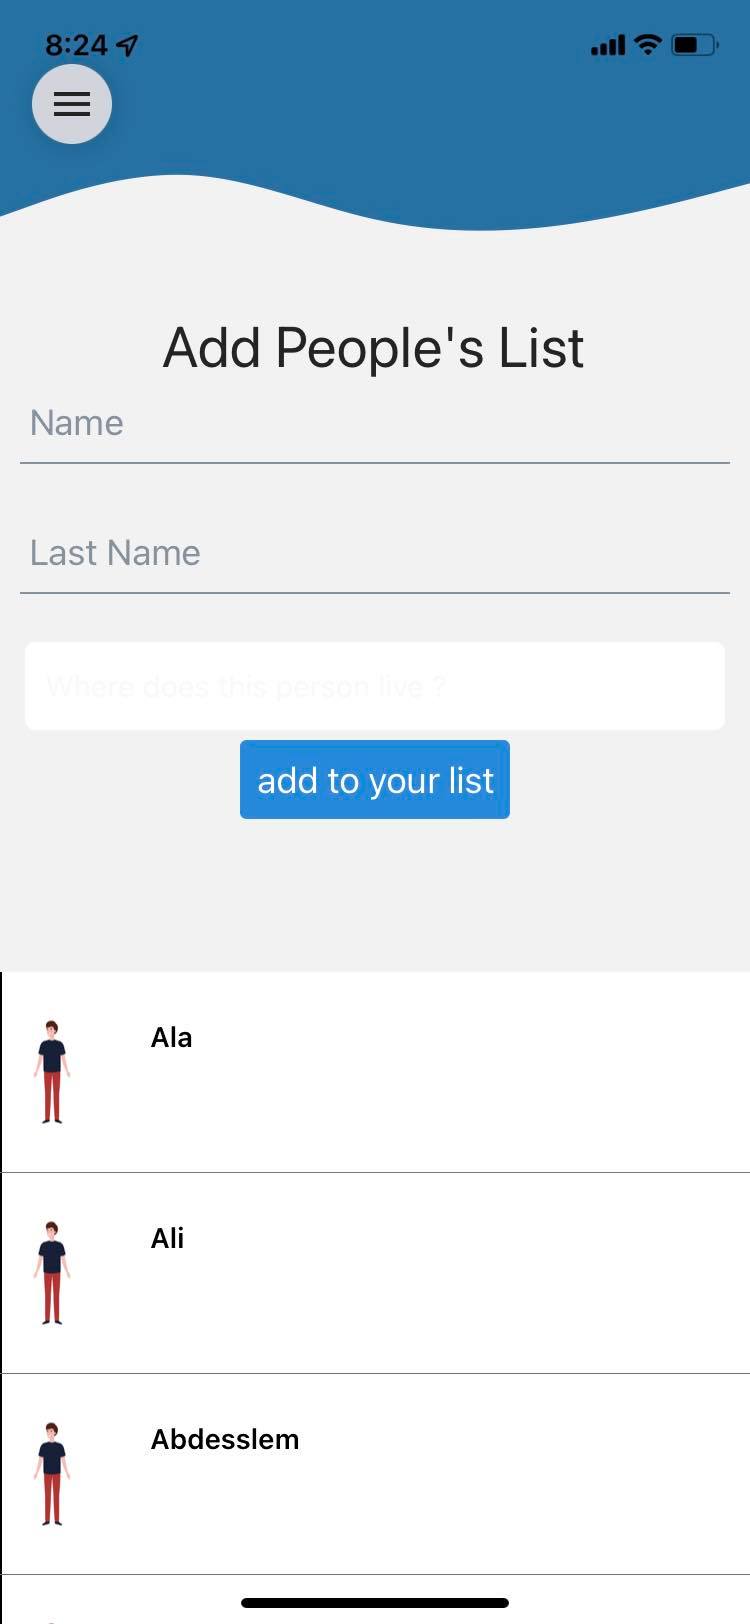 8:24
Add People's List
Name
Last Name
Where does this person live ?
add to your list
Ala
Ali
Abdesslem